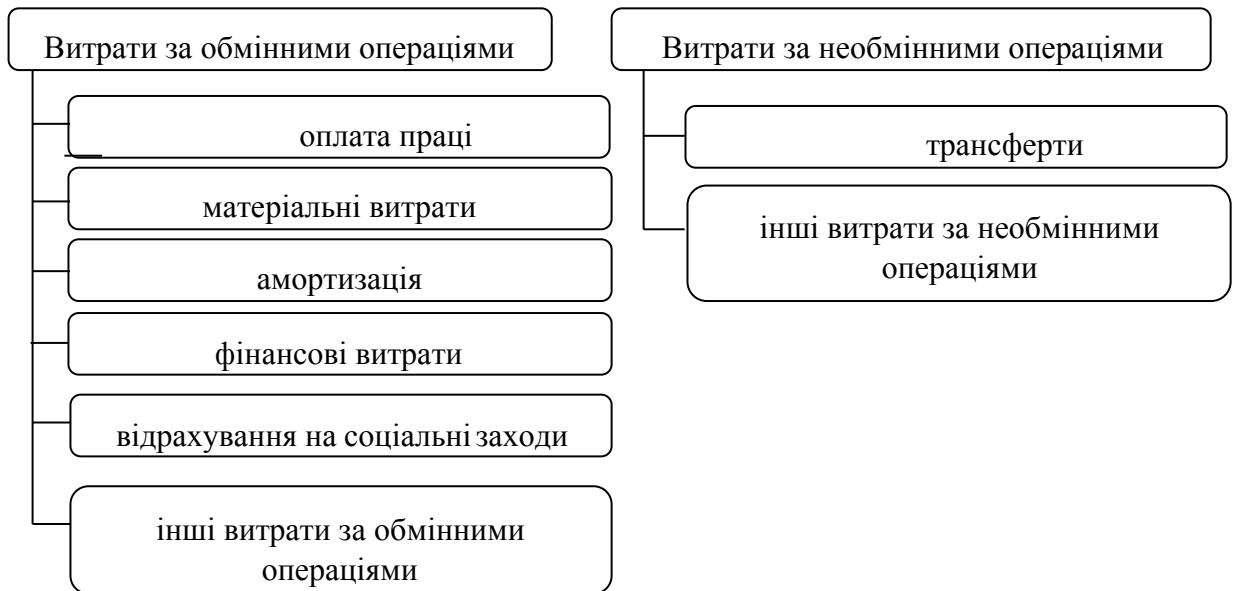 Витрати за обмінними операціями
оплата праці
матеріальні витрати
амортизація
фінансові витрати
відрахування на соціальні заходи
інші витрати за обмінними
операціями
Витрати за необмінними операціями
трансферти
інші витрати за необмінними
операціями